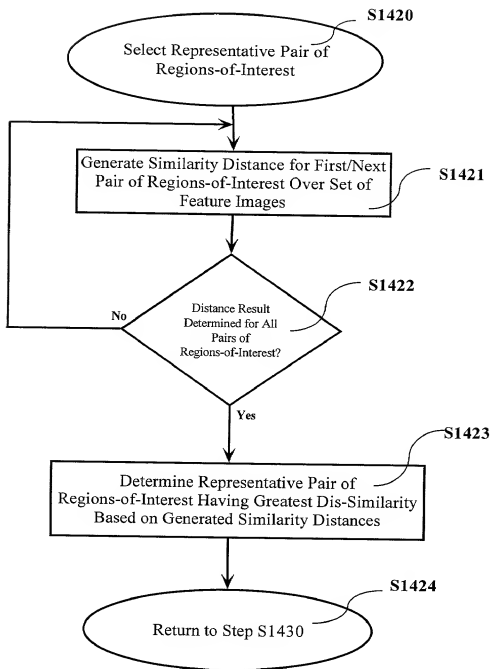 S1420
Select Representative Pair of
Regions-of-Interest
Generate Similarity Distance for First/Next
Pair of Regions-of-Interest Over Set of
Feature Images
S1421
S1422
Distance Result
Determined for All
Pairs of
Regions-of-Interest?
No
Yes
S1423
Determine Representative Pair of
Regions-of-Interest Having Greatest Dis-Similarity
Based on Generated Similarity Distances
S1424
Return to Step S1430